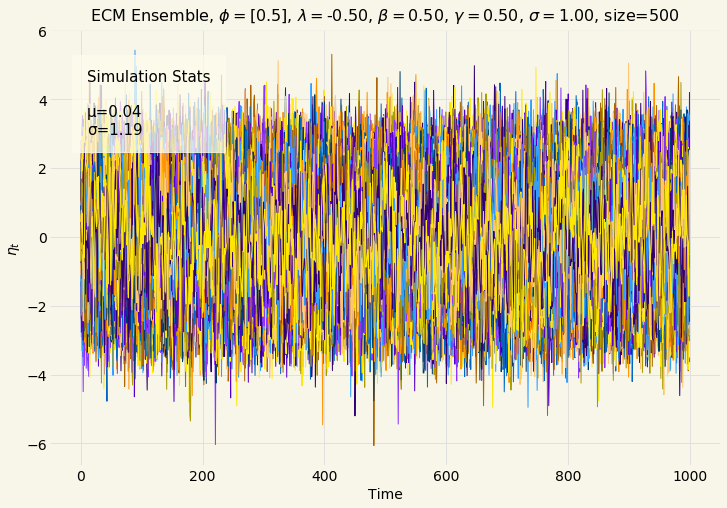 ECM Ensemble, ϕ = [0.5], λ = -0.50, β = 0.50, γ = 0.50, σ = 1.00, size=500
6
4
2
0
−2
−4
−6
Simulation Stats
μ=0.04
σ=1.19
ηt
0 200 400 600 800 1000
Time